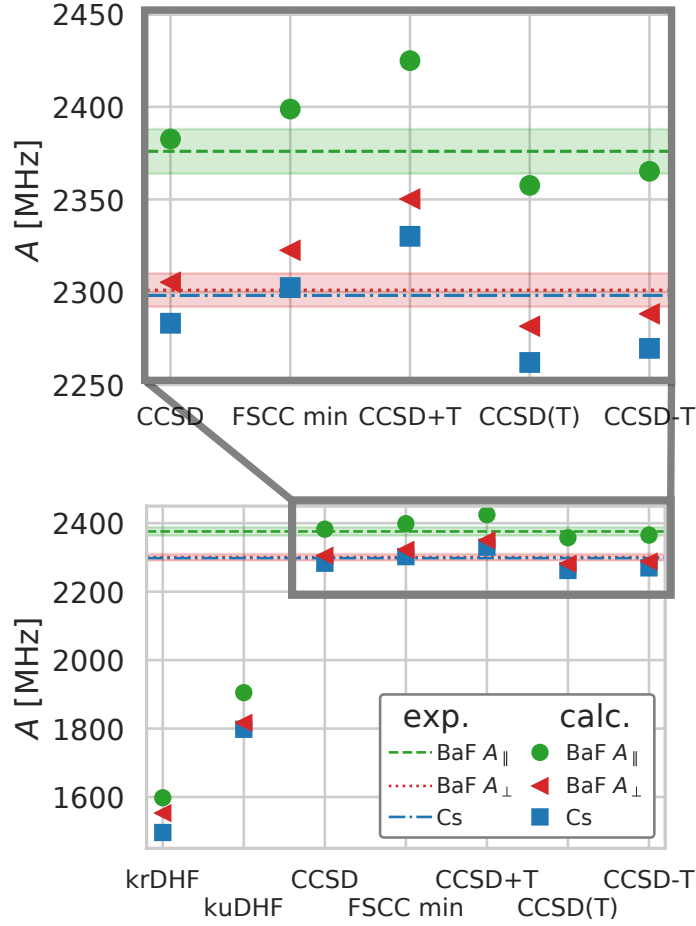 2450
2400
2350
2300
2250
A [MHz]
CCSD FSCC min CCSD+T CCSD(T) CCSD-T
2400
2200
2000
1800
1600
A [MHz]
exp. calc.
BaF A∥ BaF A∥
BaF A⊥ BaF A⊥
Cs Cs
krDHF CCSD CCSD+T CCSD-T
kuDHF FSCC min CCSD(T)